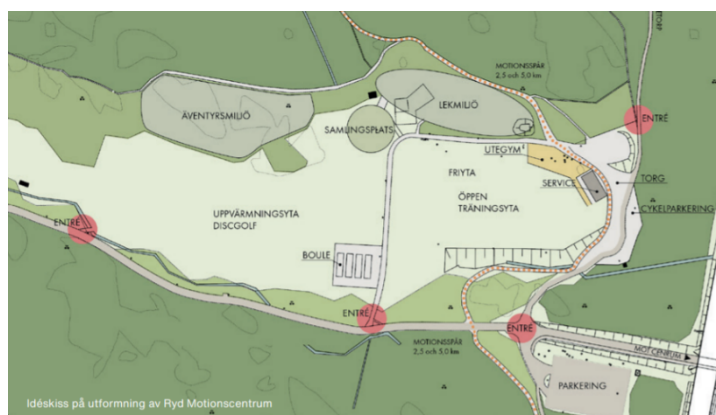 MOTIONSSPÅR
2,5 och 5,0 km
ÄVENTYRSMILJÖ
LEKMILJÖ
SAMLINGSPLATS
ENTRÉ
UTEGYM
FRIYTA
SERVICE
TORG
ÖPPEN
TRÄNINGSYTA
CYKELPARKERING
UPPVÄRMNINGSYTA
DISCGOLF
ENTRÉ
BOULE
ENTRÉ
ENTRÉ
MOTIONSSPÅR
2,5 och 5,0 km
MOT CENTRUM
PARKERING
Idéskiss på utformning av Ryd Motionscentrum